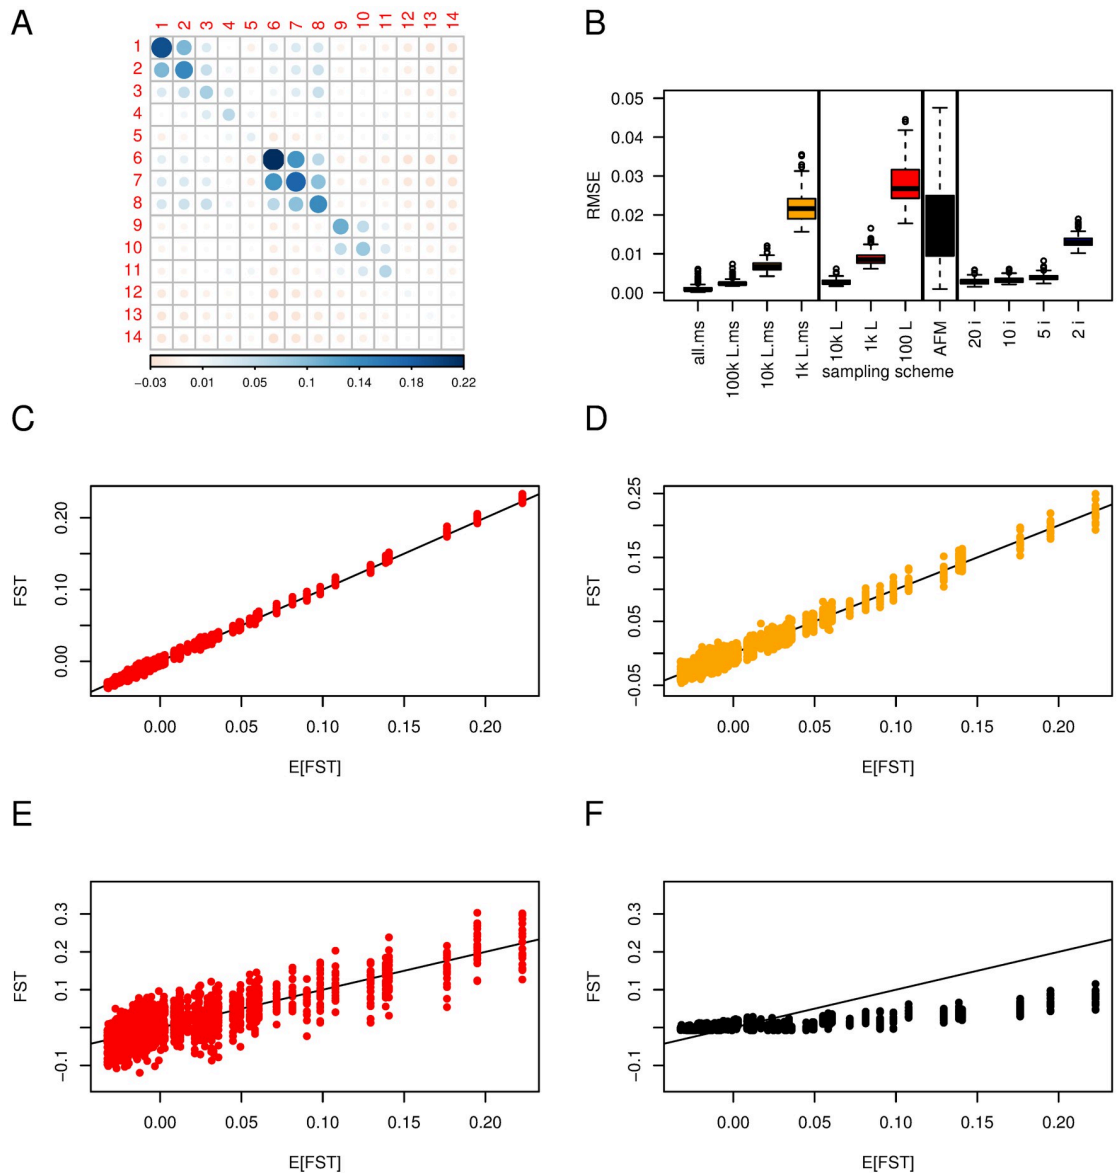 A
1 2 3 4 5 6 7 8 9 10 11 12 13 14
1
2
3
4
5
6
7
8
9
10
11
12
13
14
−0.03 0.01 0.05 0.1 0.14 0.18 0.22
B
RMSE
0.05
0.04
0.03
0.02
0.01
0.00
all.ms 100k L.ms 10k L.ms 1k L.ms 10k L 1k L 100 L AFM 20 i 10 i 5 i 2 i
sampling scheme
C
FST
0.20
0.10
0.00
0.00 0.05 0.10 0.15 0.20
E[FST]
D
FST
0.25
0.15
0.05
−0.05
0.00 0.05 0.10 0.15 0.20
E[FST]
E
FST
0.3
0.2
0.1
−0.1
0.00 0.05 0.10 0.15 0.20
E[FST]
F
FST
0.3
0.2
0.1
−0.1
0.00 0.05 0.10 0.15 0.20
E[FST]